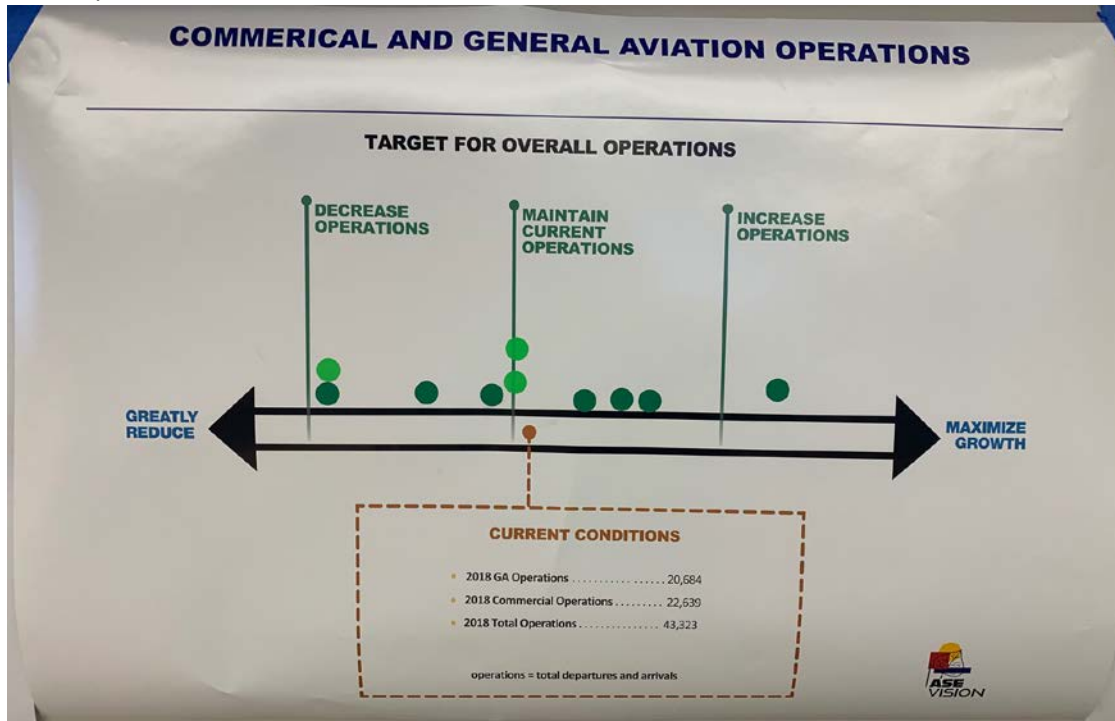 COMMERICAL AND GENERAL AVIATION OPERATIONS
TARGET FOR OVERALL OPERATIONS
DECREASE
OPERATIONS
MAINTAIN
CURRENT
OPERATIONS
INCREASE
OPERATIONS
GREATLY
REDUCE
MAXIMIZE
GROWTH
CURRENT CONDITIONS
• 2018 GA Operations . . . . . . . . . . . . . . . . . 20,684
• 2018 Commercial Operations . . . . . . . . . 22,639
• 2018 Total Operations . . . . . . . . . . . . . . . 43,323
operations = total departures and arrivals
ASE
VISION